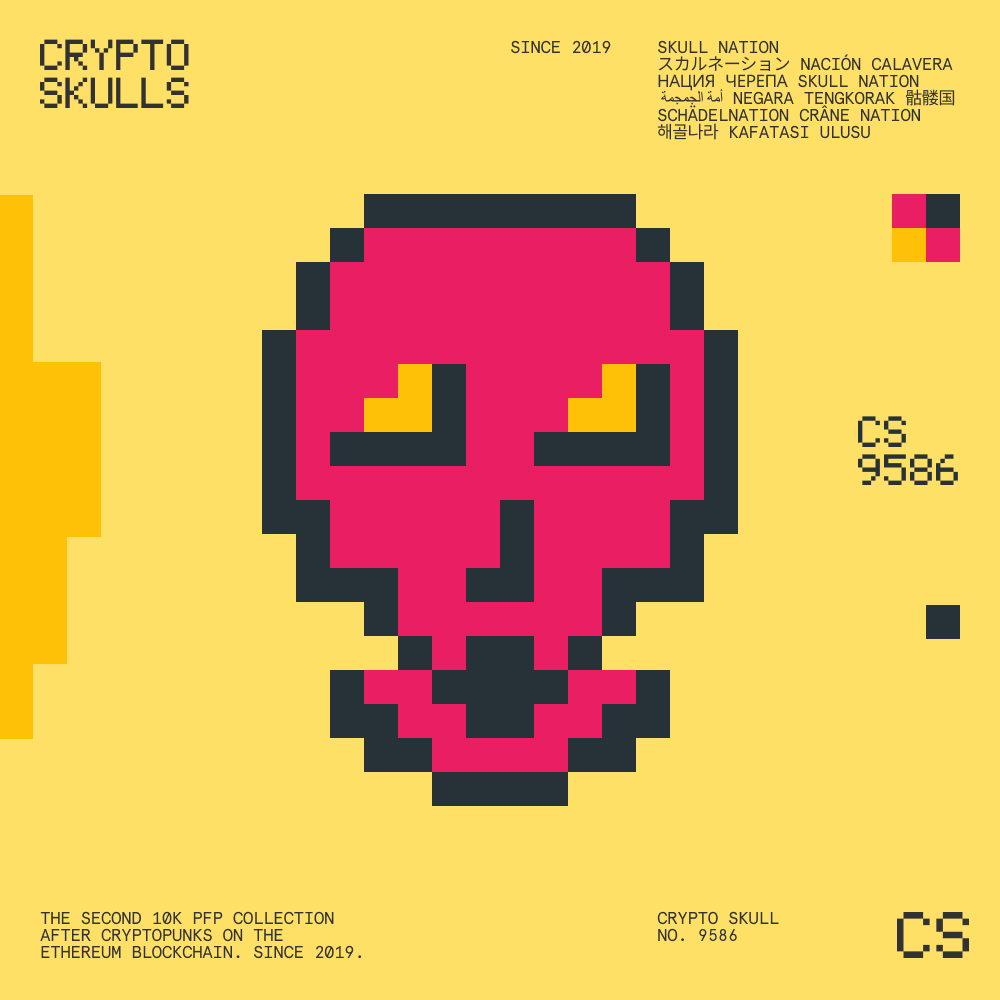 CRYPTO
SKULLS
SINCE 2019
SKULL NATION
スカルネーション NACIÓN CALAVERA
НАЦИЯ ЧЕРЕПА SKULL NATION
أمة الجمجمة NEGARA TENGKORAK 骷髅国
SCHÄDELNATION CRÂNE NATION
해골나라 KAFATASI ULUSU
CS
9586
THE SECOND 10K PFP COLLECTION
AFTER CRYPTOPUNKS ON THE
ETHEREUM BLOCKCHAIN. SINCE 2019.
CRYPTO SKULL
NO. 9586
CS